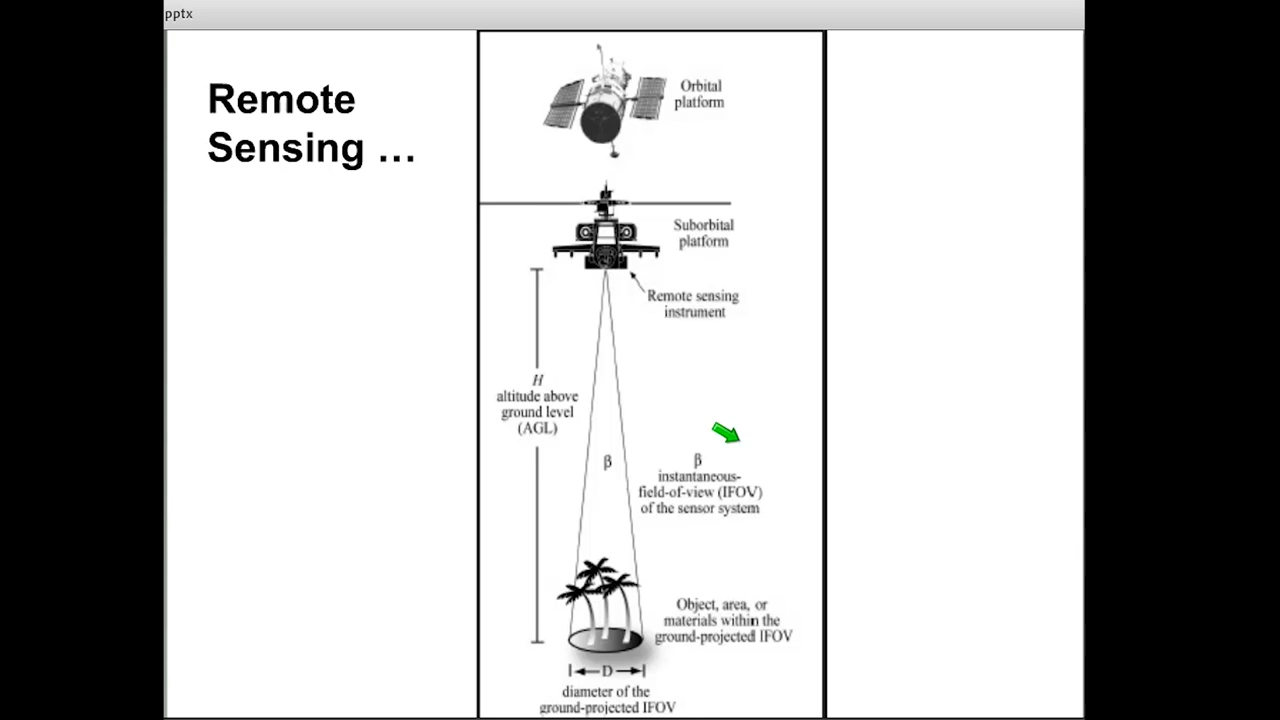 pptx
Remote
Sensing ...
Orbital
platform
Suborbital
platform
Remote sensing
instrument
H
altitude above
ground level
(AGL)
β
β
instantaneous-
field-of-view (IFOV)
of the sensor system
Object, area, or
materials within the
ground-projected IFOV
D
diameter of the
ground-projected IFOV